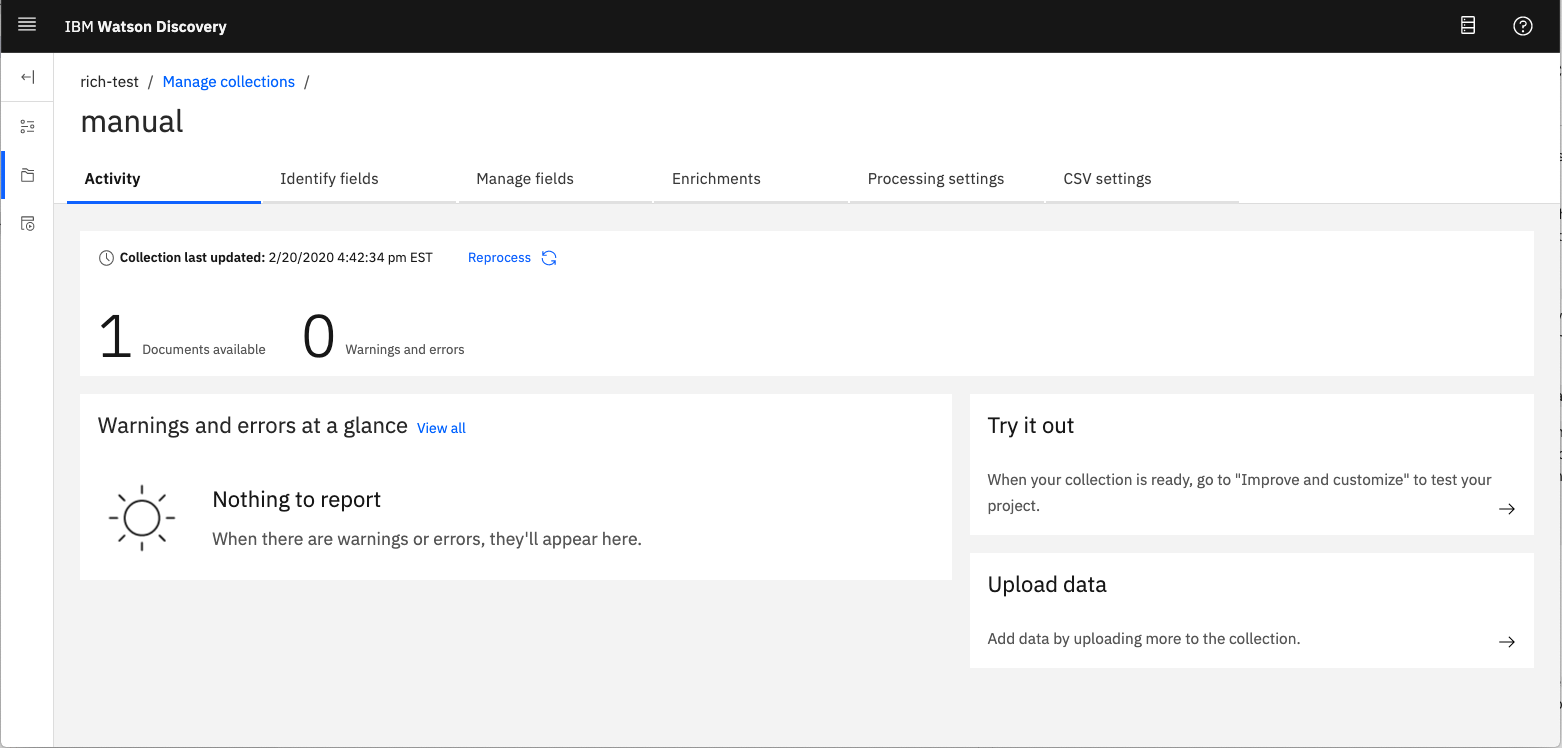 IBM Watson Discovery
rich-test / Manage collections /
manual
Activity Identify fields Manage fields Enrichments Processing settings CSV settings
Collection last updated: 2/20/2020 4:42:34 pm EST Reprocess
1 Documents available 0 Warnings and errors
Warnings and errors at a glance View all
Nothing to report
When there are warnings or errors, they'll appear here.
Try it out
When your collection is ready, go to "Improve and customize" to test your
project.
Upload data
Add data by uploading more to the collection.